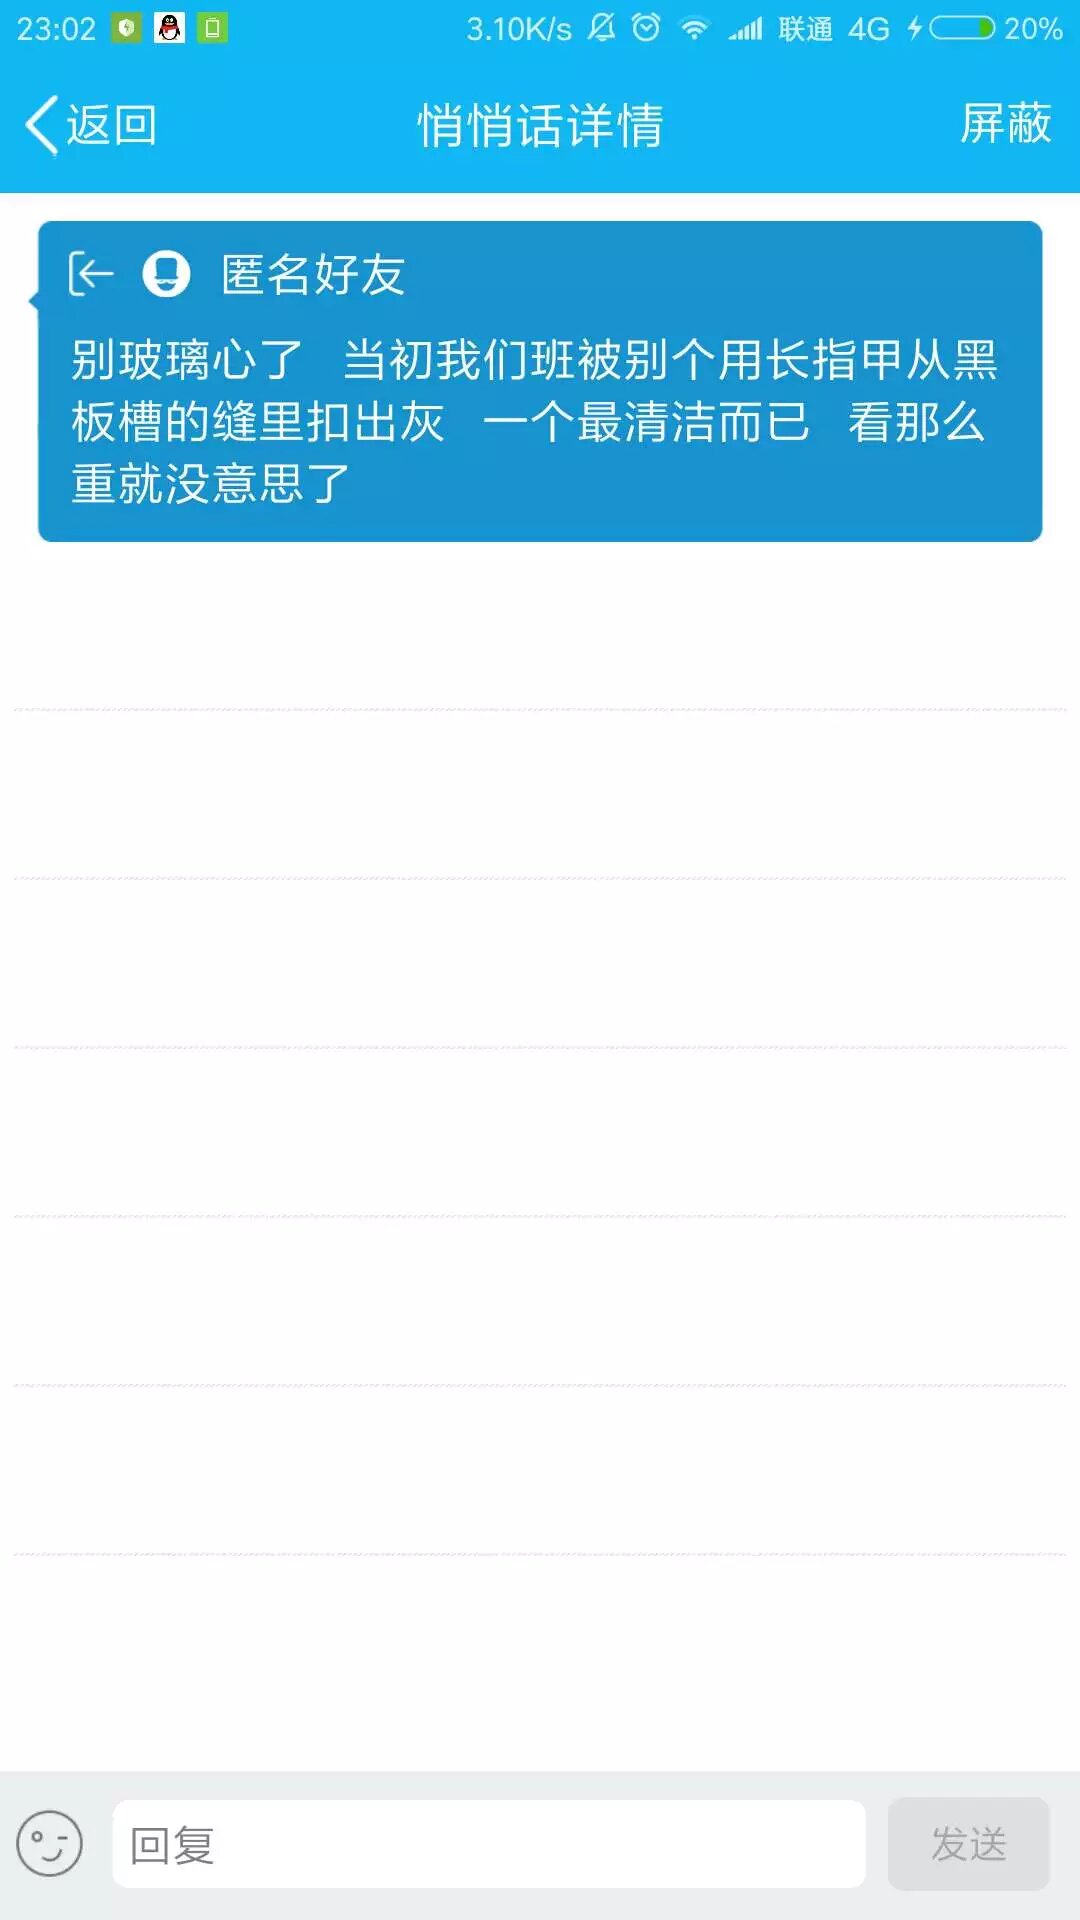 23:02 3.10K/s 联通 4G 20%
返回 悄悄话详情 屏蔽
匿名好友
别玻璃心了 当初我们班被别个用长指甲从黑
板槽的缝里扣出灰 一个最清洁而已 看那么
重就没意思了
回复 发送